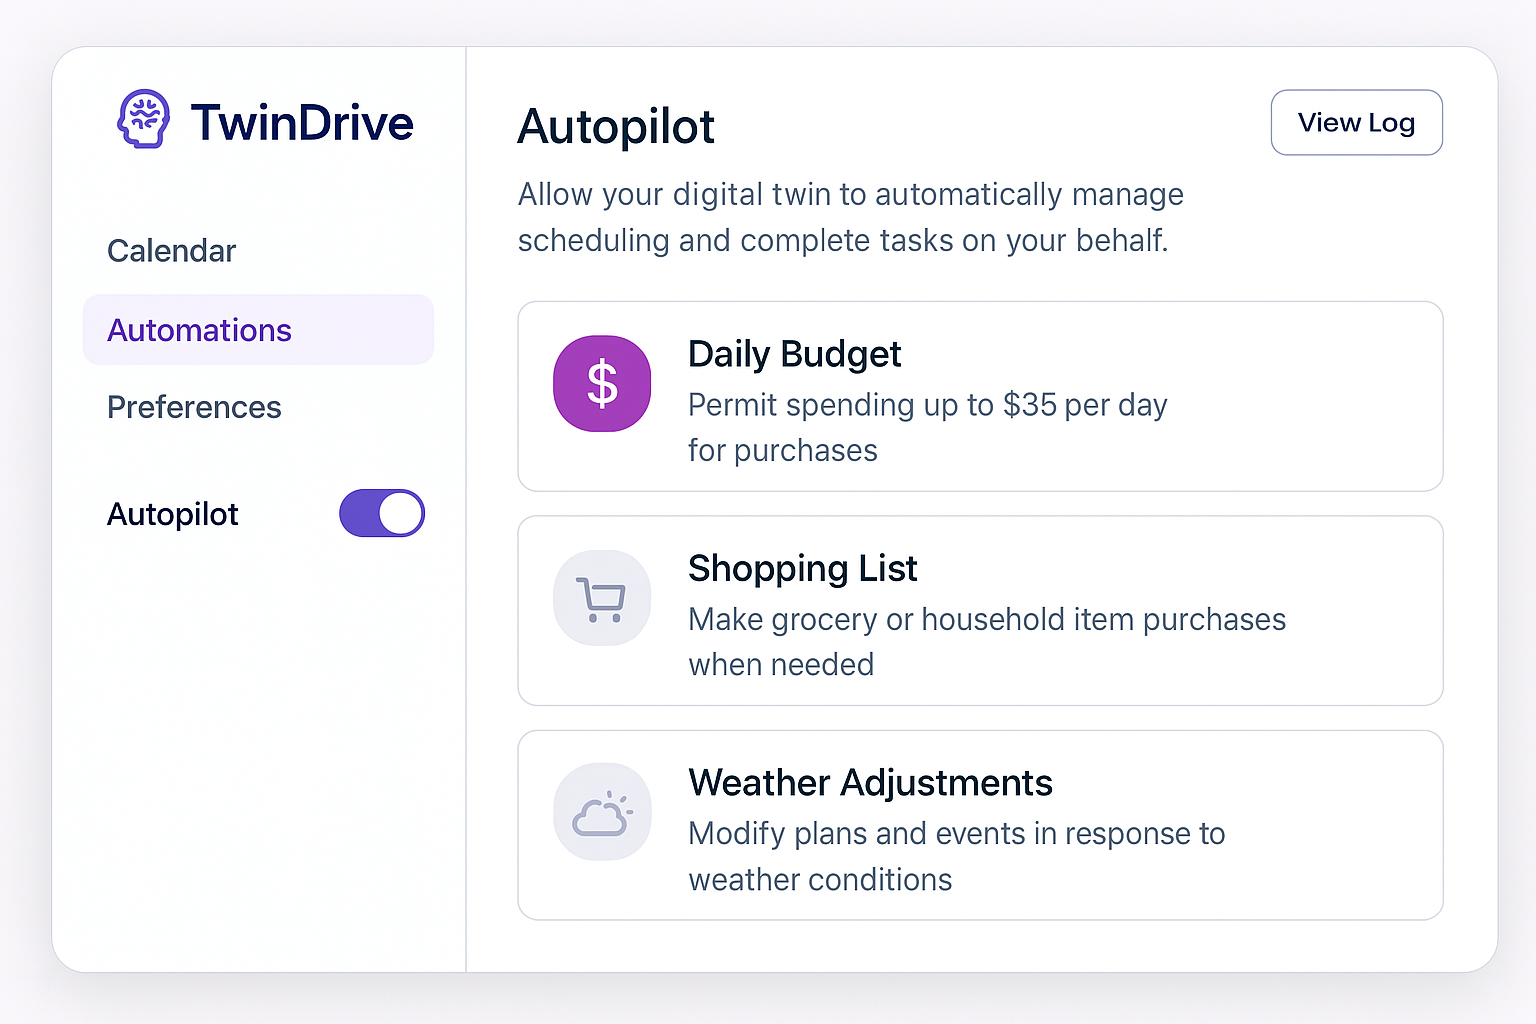 TwinDrive
Calendar
Automations
Preferences
Autopilot
Autopilot
View Log
Allow your digital twin to automatically manage
scheduling and complete tasks on your behalf.
$
Daily Budget
Permit spending up to $35 per day
for purchases
Shopping List
Make grocery or household item purchases
when needed
Weather Adjustments
Modify plans and events in response to
weather conditions